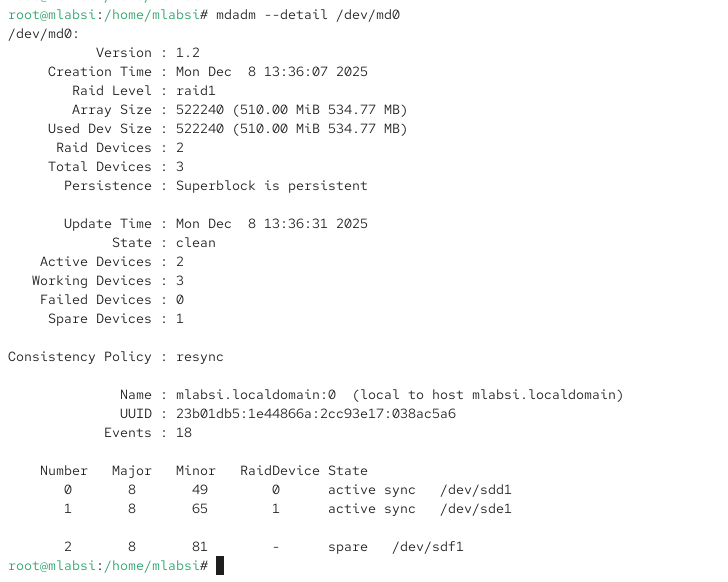 root@mlabsi:/home/mlabsi# mdadm --detail /dev/md0
/dev/md0:
           Version : 1.2
     Creation Time : Mon Dec  8 13:36:07 2025
        Raid Level : raid1
        Array Size : 522240 (510.00 MiB 534.77 MB)
     Used Dev Size : 522240 (510.00 MiB 534.77 MB)
      Raid Devices : 2
     Total Devices : 3
       Persistence : Superblock is persistent

       Update Time : Mon Dec  8 13:36:31 2025
             State : clean
    Active Devices : 2
   Working Devices : 3
    Failed Devices : 0
     Spare Devices : 1

Consistency Policy : resync

              Name : mlabsi.localdomain:0  (local to host mlabsi.localdomain)
              UUID : 23b01db5:1e44866a:2cc93e17:038ac5a6
            Events : 18

    Number   Major   Minor   RaidDevice State
       0       8       49        0      active sync   /dev/sdd1
       1       8       65        1      active sync   /dev/sde1

       2       8       81        -      spare   /dev/sdf1
root@mlabsi:/home/mlabsi#